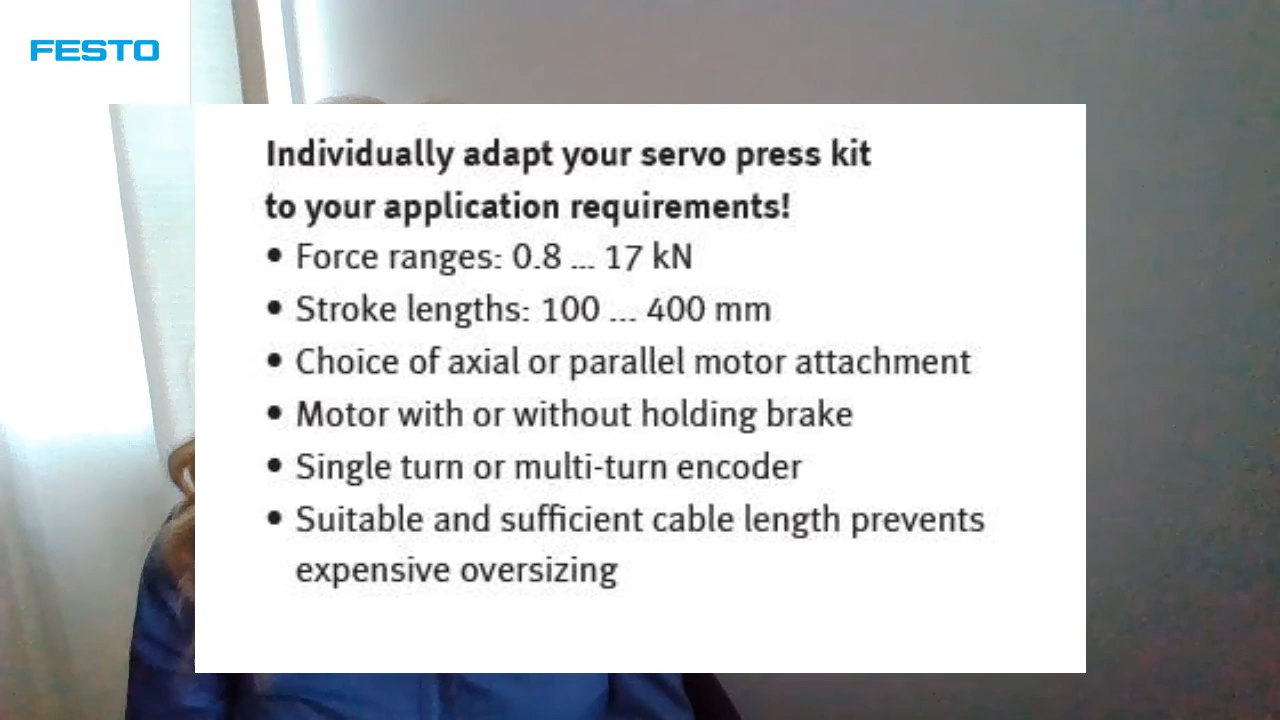 FESTO
Individually adapt your servo press kit
to your application requirements!
• Force ranges: 0.8 ... 17 kN
• Stroke lengths: 100 ... 400 mm
• Choice of axial or parallel motor attachment
• Motor with or without holding brake
• Single turn or multi-turn encoder
• Suitable and sufficient cable length prevents
expensive oversizing